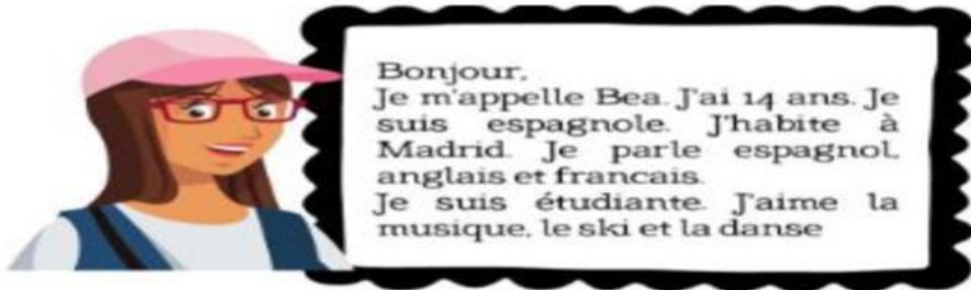 Bonjour,
Je m'appelle Bea. J'ai 14 ans. Je
suis espagnole. J'habite à
Madrid. Je parle espagnol,
anglais et francais.
Je suis étudiante. J'aime la
musique, le ski et la danse